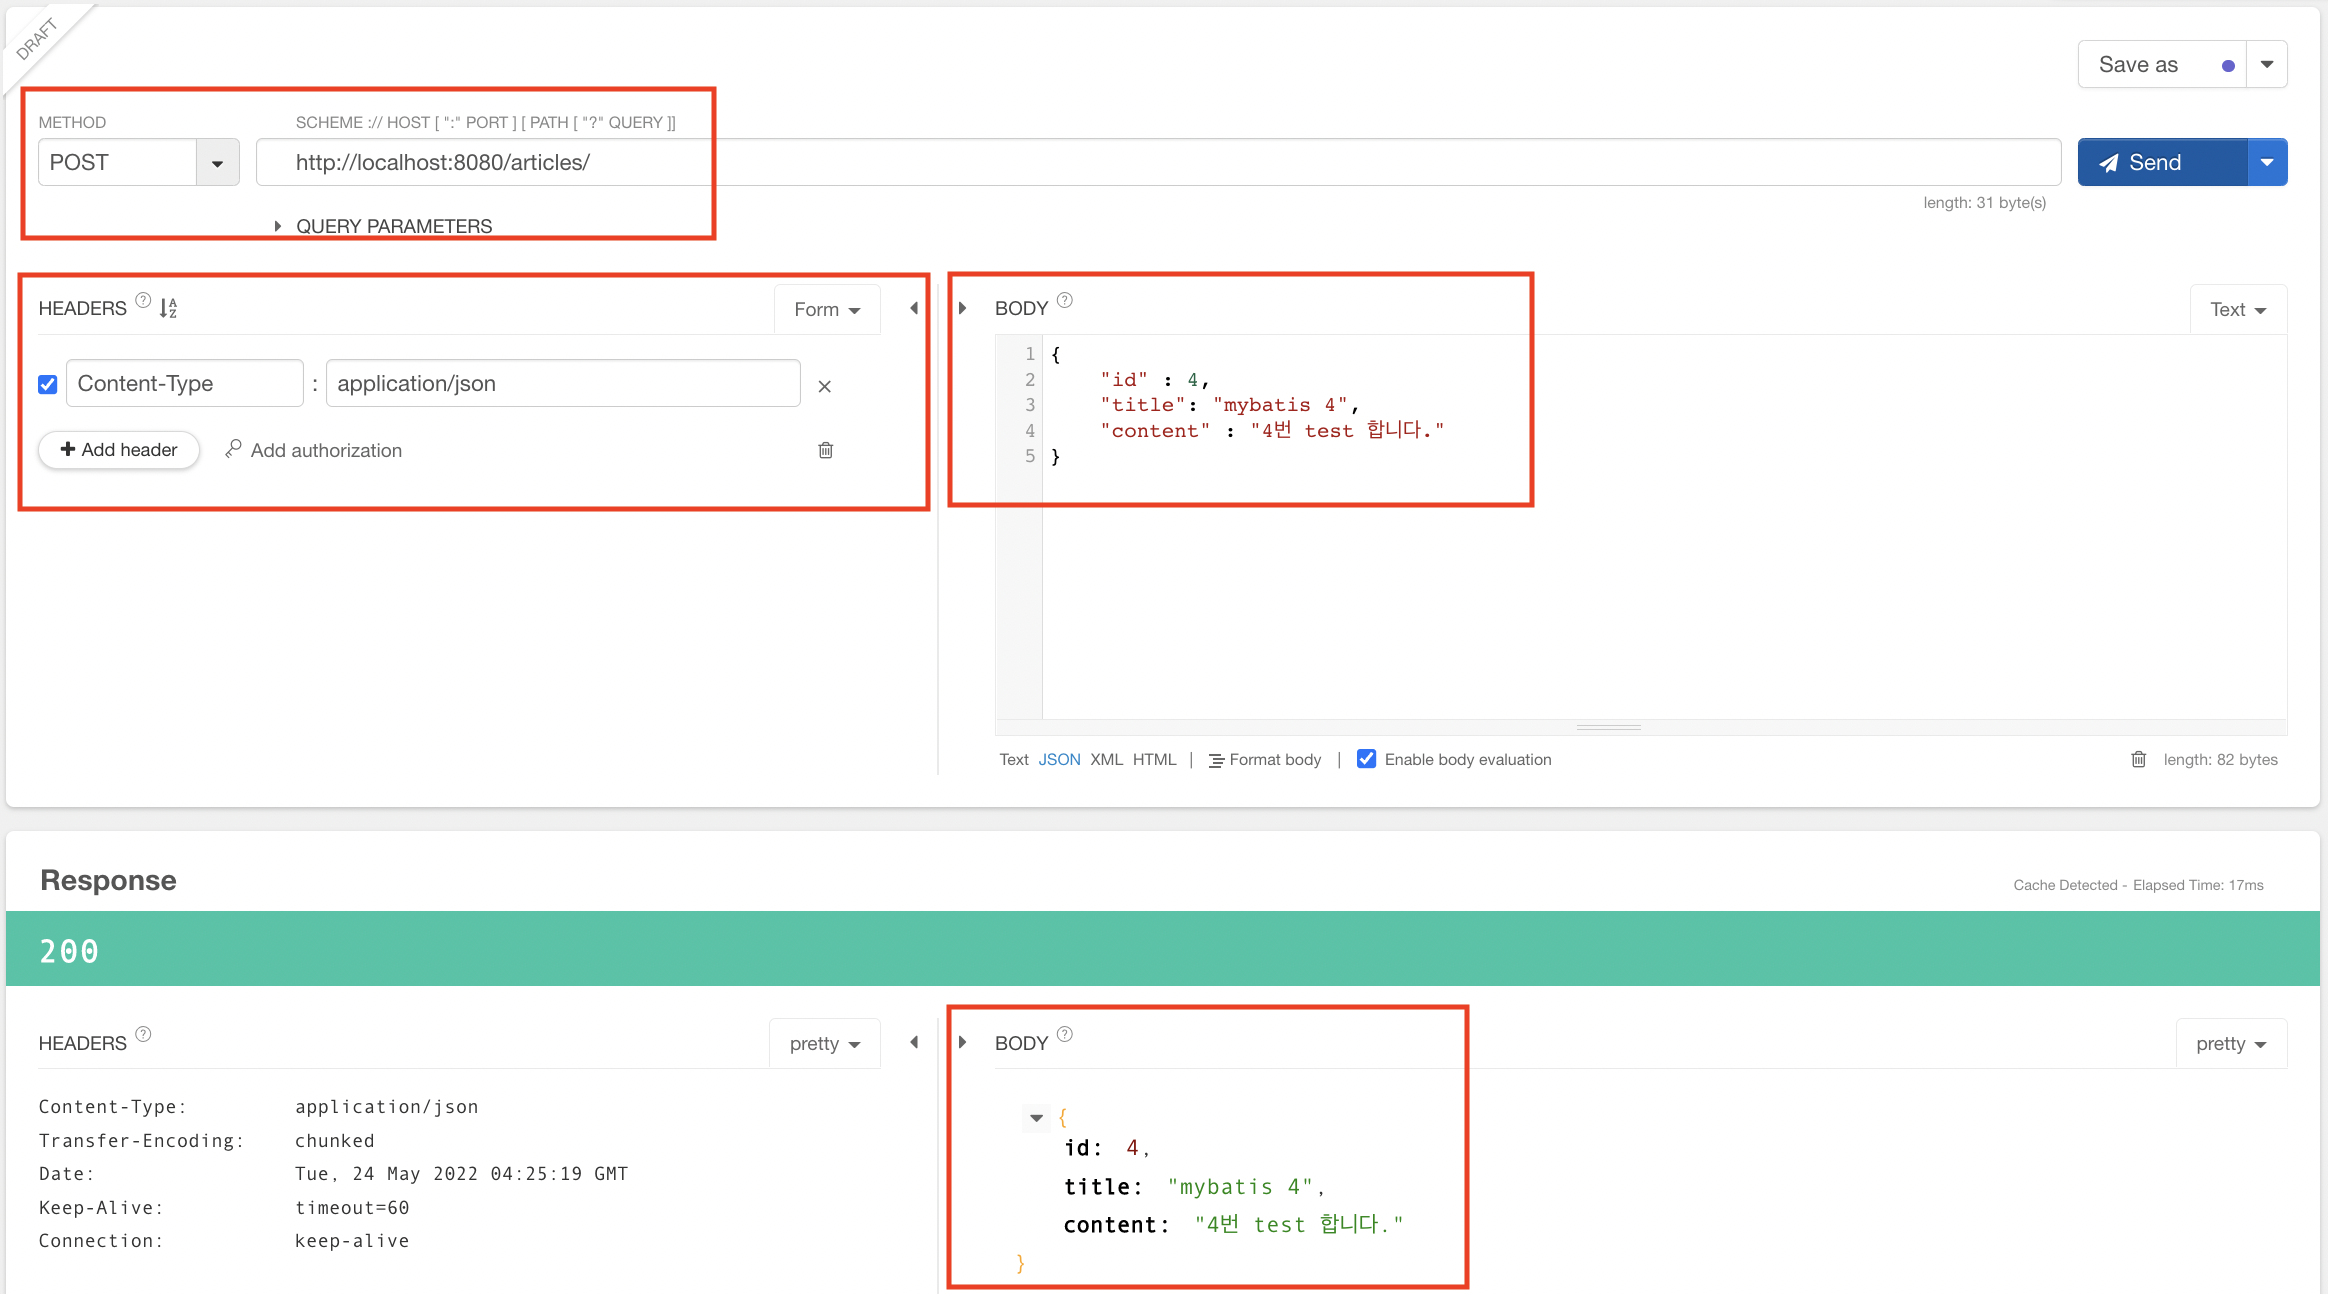 DRAFT
Save as
METHOD
SCHEME :// HOST [ ":" PORT ] [ PATH [ "?" QUERY ]]
POST
http://localhost:8080/articles/
Send
length: 31 byte(s)
QUERY PARAMETERS
HEADERS ?
Form
Content-Type : application/json
Add header
Add authorization
BODY ?
Text
1 {
2 "id" : 4,
3 "title": "mybatis 4",
4 "content" : "4번 test 합니다."
5 }
Text JSON XML HTML | Format body | Enable body evaluation
length: 82 bytes
Response
Cache Detected - Elapsed Time: 17ms
200
HEADERS ?
pretty
Content-Type: application/json
Transfer-Encoding: chunked
Date: Tue, 24 May 2022 04:25:19 GMT
Keep-Alive: timeout=60
Connection: keep-alive
BODY ?
pretty
{
id: 4,
title: "mybatis 4",
content: "4번 test 합니다."
}